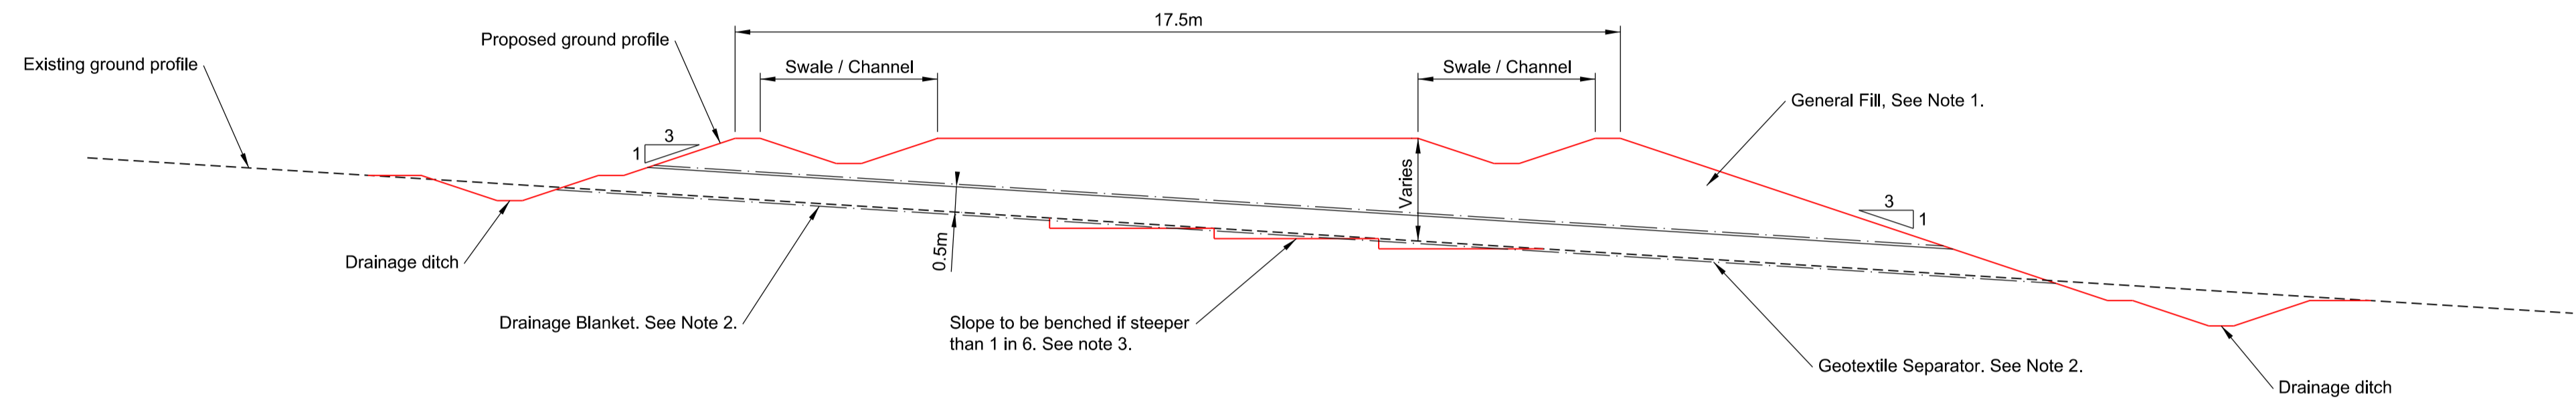 17.5m
Proposed ground profile
Existing ground profile
Swale / Channel
Swale / Channel
General Fill, See Note 1.
3
1
Varies
3
1
0.5m
Drainage ditch
Drainage Blanket. See Note 2.
Slope to be benched if steeper
than 1 in 6. See note 3.
Geotextile Separator. See Note 2.
Drainage ditch